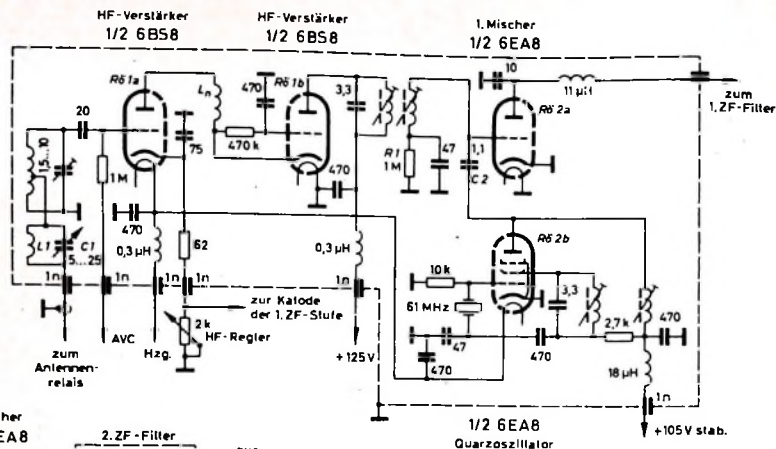 HF-Verstärker
1/2 6BS8
HF-Verstärker
1/2 6BS8
1. Mischer
1/2 6EA8
10
11 µH
zum
1. ZF-Filter
Rö 1a
Ln
470
Rö 1b
3,3
Rö 2a
20
75
470 k
47
1,1
C2
R1
1M
1,5...10
1M
470
470
0,3 µH
62
0,3 µH
Rö 2b
L1
C1
5...25
10 k
3,3
61 MHz
1n
1n
1n
1n
1n
zur Katode
der 1. ZF-Stufe
2 k
HF-Regler
47
470
470
2,7 k
470
18 µH
1n
zum
Antennen-
relais
AVC
Hzg.
+125 V
+105 V stab.
1/2 6EA8
Quarzoszillator
cher
EA8
2. ZF-Filter